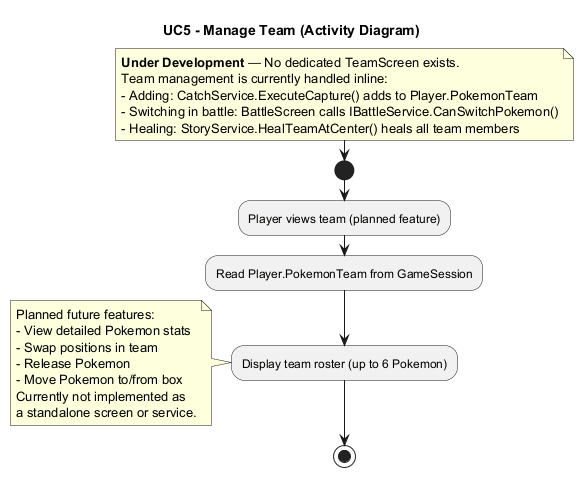 UC5 - Manage Team (Activity Diagram)
Under Development — No dedicated TeamScreen exists.
Team management is currently handled inline:
- Adding: CatchService.ExecuteCapture() adds to Player.PokemonTeam
- Switching in battle: BattleScreen calls IBattleService.CanSwitchPokemon()
- Healing: StoryService.HealTeamAtCenter() heals all team members
Player views team (planned feature)
Read Player.PokemonTeam from GameSession
Planned future features:
- View detailed Pokemon stats
- Swap positions in team
- Release Pokemon
- Move Pokemon to/from box
Currently not implemented as
a standalone screen or service.
Display team roster (up to 6 Pokemon)